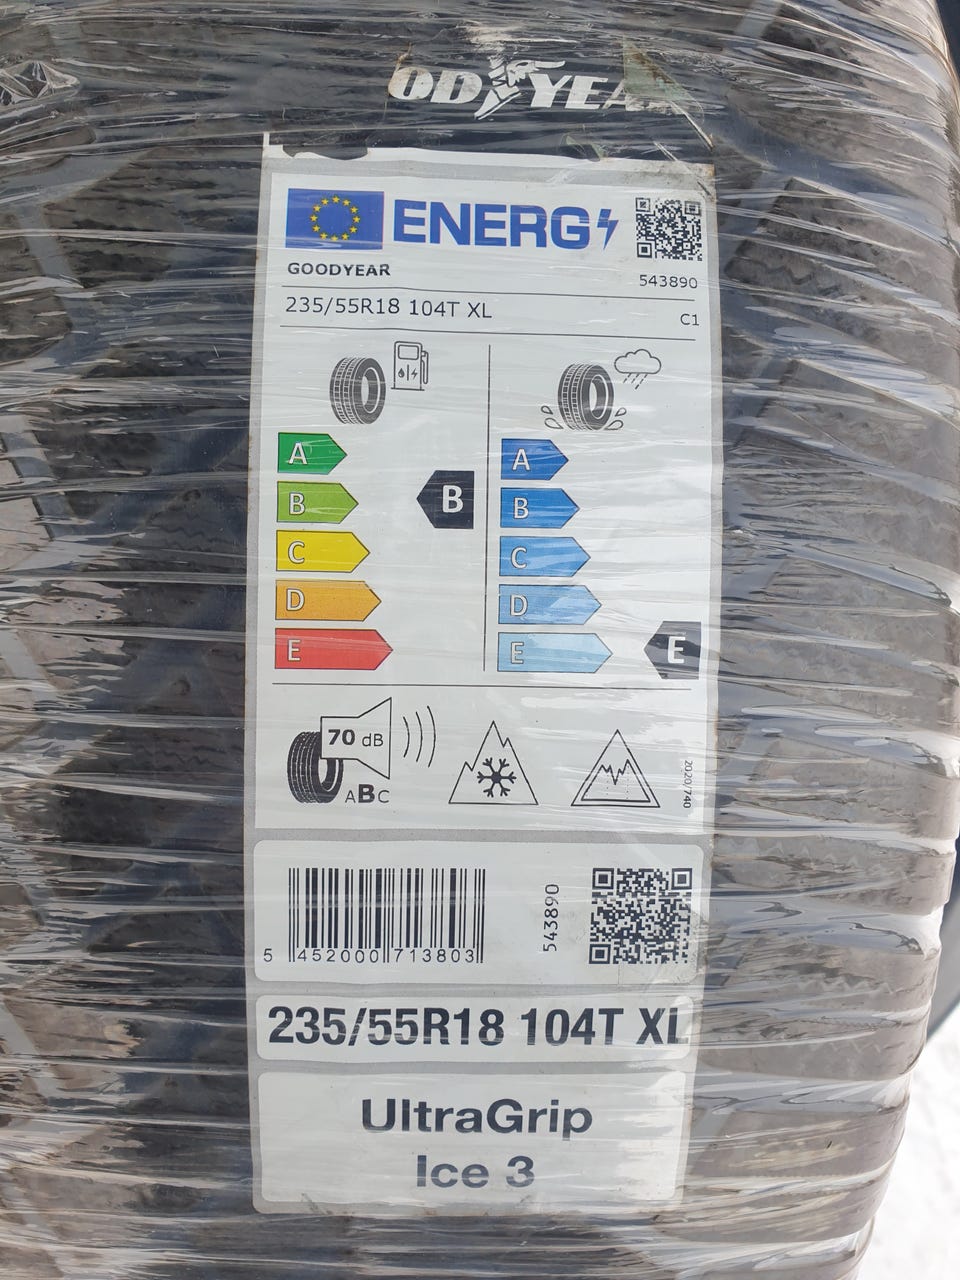 ODYEA
ENERG
GOODYEAR
543890
235/55R18 104T XL
C1
A
B
C
D
E
B
A
B
C
D
E
E
70 dB
ABC
2020/740
5 452000 713803
543890
235/55R18 104T XL
UltraGrip
Ice 3